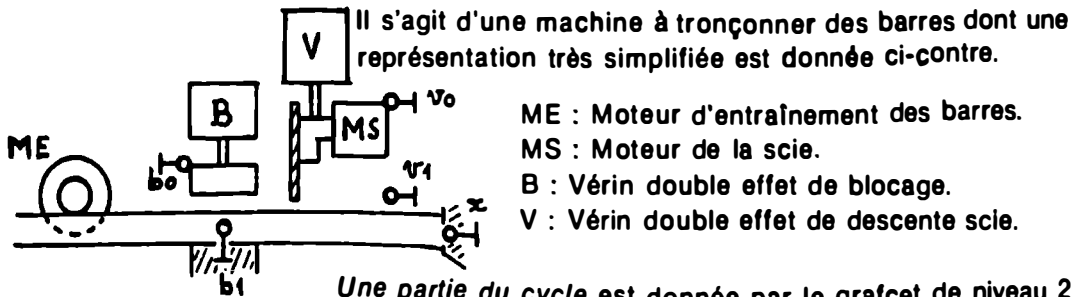 Il s'agit d'une machine à tronçonner des barres dont une
représentation très simplifiée est donnée ci-contre.
ME : Moteur d'entraînement des barres.
MS : Moteur de la scie.
B : Vérin double effet de blocage.
V : Vérin double effet de descente scie.
V
B
MS
v0
ME
b0
v1
x
b1
Une partie du cycle est donnée par le grafcet de niveau 2